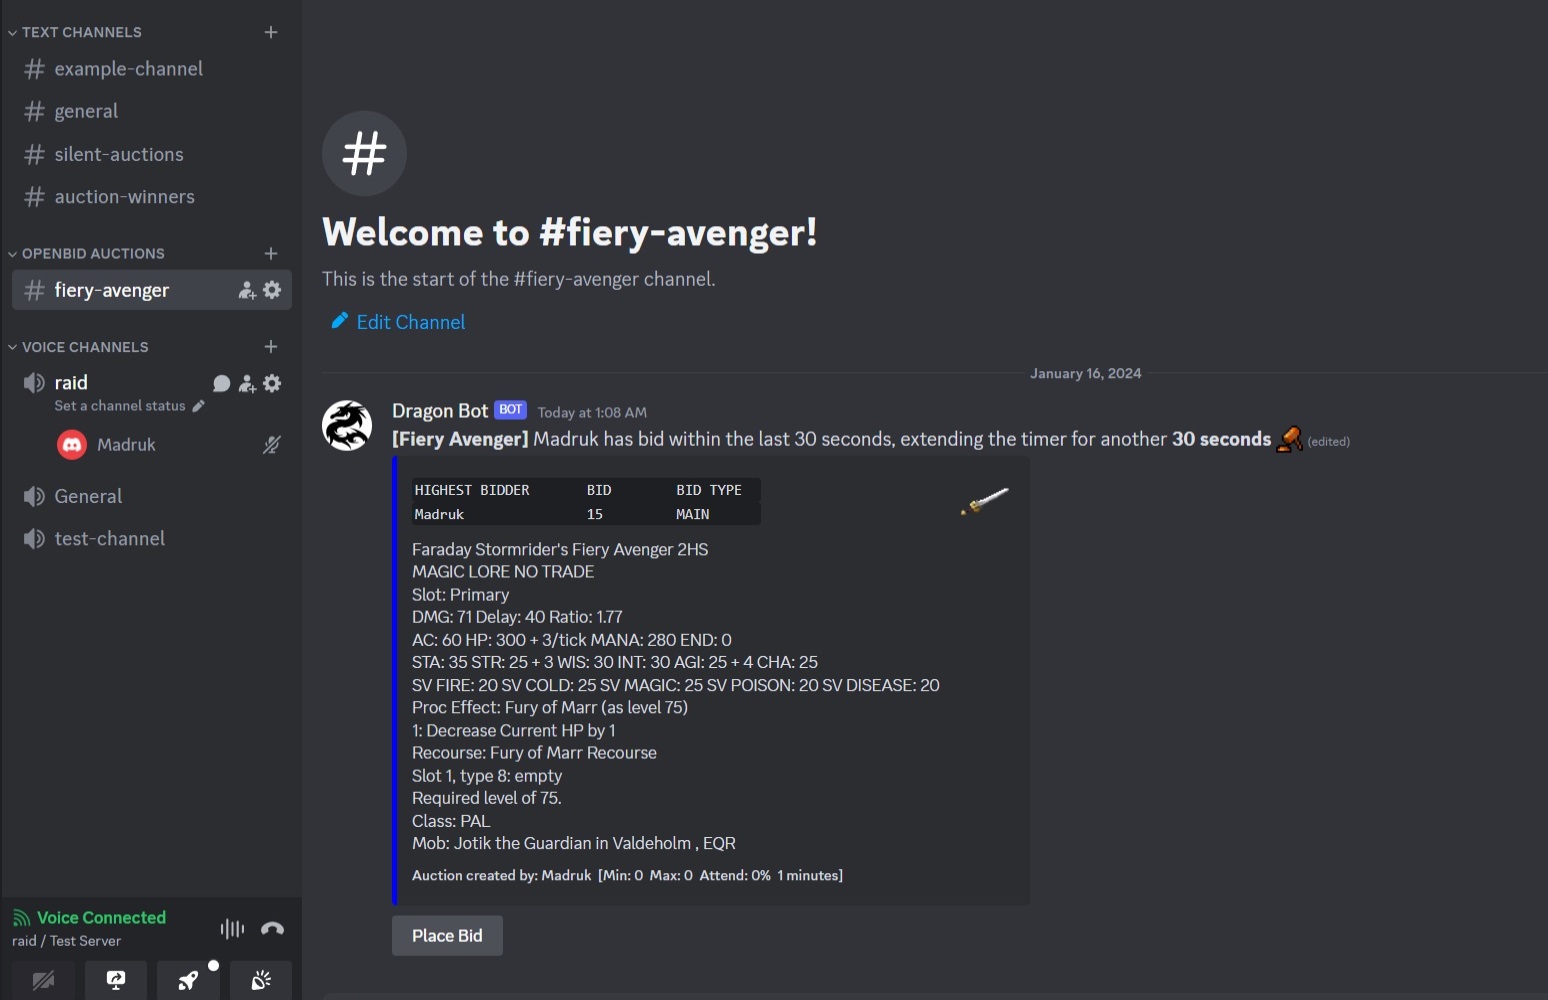 TEXT CHANNELS
example-channel
general
silent-auctions
auction-winners
OPENBID AUCTIONS
fiery-avenger
VOICE CHANNELS
raid
Set a channel status
Madruk
General
test-channel
Voice Connected
raid / Test Server
Welcome to #fiery-avenger!
This is the start of the #fiery-avenger channel.
Edit Channel
January 16, 2024
Dragon Bot BOT Today at 1:08 AM
[Fiery Avenger] Madruk has bid within the last 30 seconds, extending the timer for another 30 seconds (edited)
HIGHEST BIDDER BID BID TYPE
Madruk 15 MAIN
Faraday Stormrider's Fiery Avenger 2HS
MAGIC LORE NO TRADE
Slot: Primary
DMG: 71 Delay: 40 Ratio: 1.77
AC: 60 HP: 300 + 3/tick MANA: 280 END: 0
STA: 35 STR: 25 + 3 WIS: 30 INT: 30 AGI: 25 + 4 CHA: 25
SV FIRE: 20 SV COLD: 25 SV MAGIC: 25 SV POISON: 20 SV DISEASE: 20
Proc Effect: Fury of Marr (as level 75)
1: Decrease Current HP by 1
Recourse: Fury of Marr Recourse
Slot 1, type 8: empty
Required level of 75.
Class: PAL
Mob: Jotik the Guardian in Valdeholm , EQR
Auction created by: Madruk [Min: 0 Max: 0 Attend: 0% 1 minutes]
Place Bid